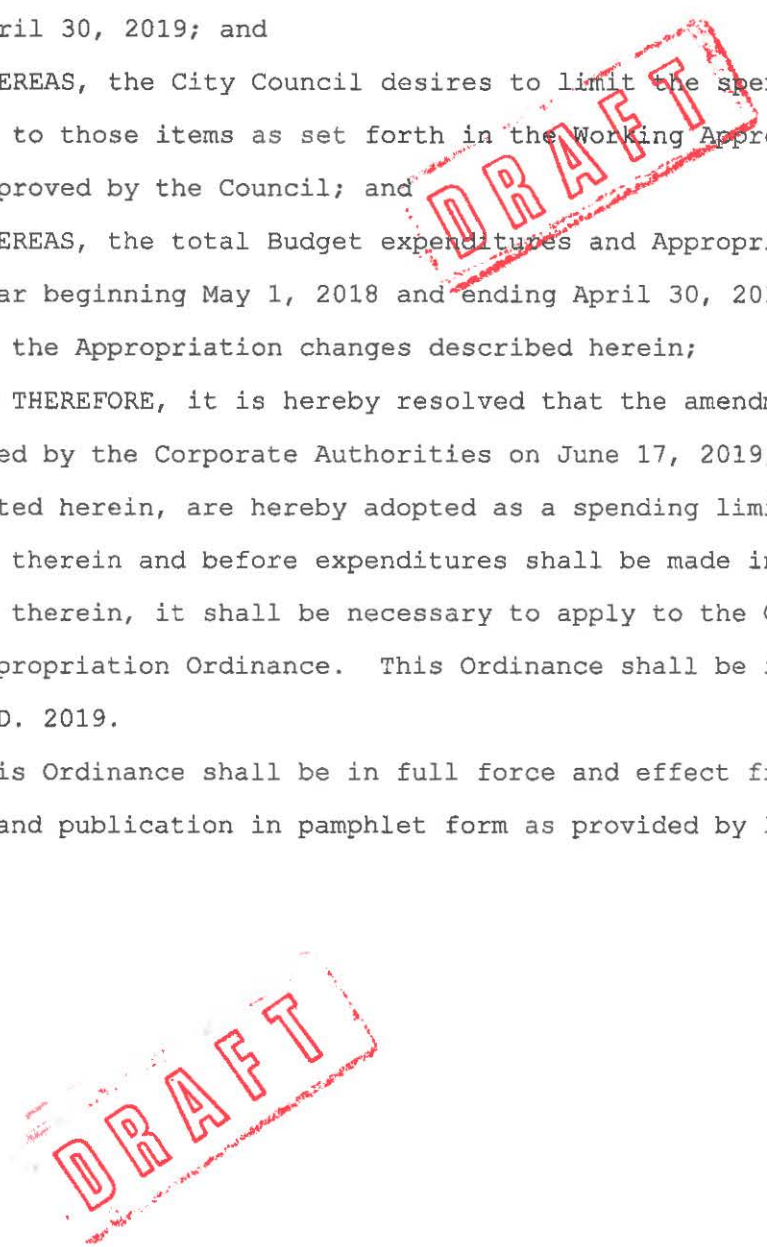 ril 30, 2019; and
EREAS, the City Council desires to limit the spe
to those items as set forth in the Working Appr
proved by the Council; and
EREAS, the total Budget expenditures and Appropri
ar beginning May 1, 2018 and ending April 30, 20
the Appropriation changes described herein;
THEREFORE, it is hereby resolved that the amend
ed by the Corporate Authorities on June 17, 2019
ted herein, are hereby adopted as a spending lim
therein and before expenditures shall be made i
therein, it shall be necessary to apply to the
propriation Ordinance. This Ordinance shall be
D. 2019.
is Ordinance shall be in full force and effect f
and publication in pamphlet form as provided by
DRAFT
DRAFT